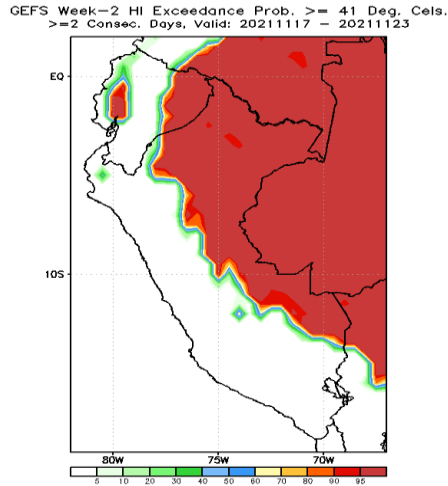 GEFS Week-2 HI Exceedance Prob. >= 41 Deg. Cels.
>=2 Consec. Days, Valid: 20211117 - 20211123
EQ
10S
80W 75W 70W
5 10 20 30 40 50 60 70 80 90 95